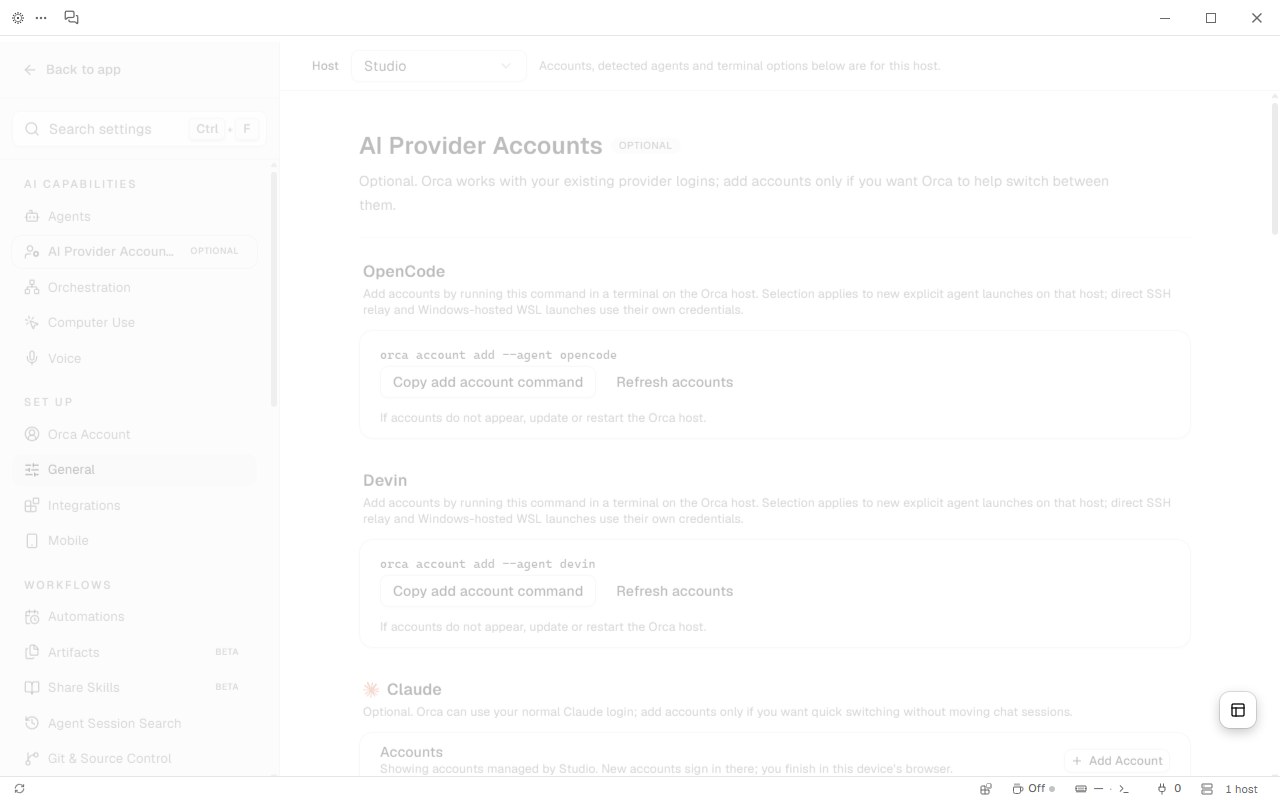 Back to app
Search settings
Ctrl + F
AI CAPABILITIES
Agents
AI Provider Accoun... OPTIONAL
Orchestration
Computer Use
Voice
SET UP
Orca Account
General
Integrations
Mobile
WORKFLOWS
Automations
Artifacts BETA
Share Skills BETA
Agent Session Search
Git & Source Control
Host Studio Accounts, detected agents and terminal options below are for this host.
AI Provider Accounts OPTIONAL
Optional. Orca works with your existing provider logins; add accounts only if you want Orca to help switch between
them.
OpenCode
Add accounts by running this command in a terminal on the Orca host. Selection applies to new explicit agent launches on that host; direct SSH
relay and Windows-hosted WSL launches use their own credentials.
orca account add --agent opencode
Copy add account command Refresh accounts
If accounts do not appear, update or restart the Orca host.
Devin
Add accounts by running this command in a terminal on the Orca host. Selection applies to new explicit agent launches on that host; direct SSH
relay and Windows-hosted WSL launches use their own credentials.
orca account add --agent devin
Copy add account command Refresh accounts
If accounts do not appear, update or restart the Orca host.
Claude
Optional. Orca can use your normal Claude login; add accounts only if you want quick switching without moving chat sessions.
Accounts
Showing accounts managed by Studio. New accounts sign in there; you finish in this device's browser.
+ Add Account
Off — · 0 1 host